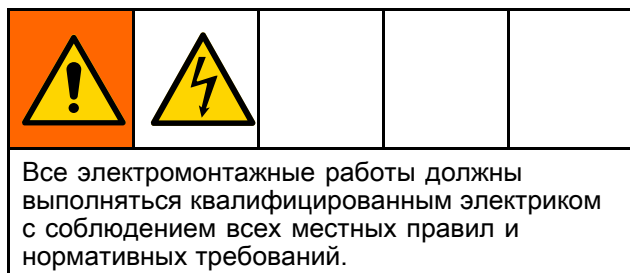 Все электромонтажные работы должны
выполняться квалифицированным электриком
с соблюдением всех местных правил и
нормативных требований.